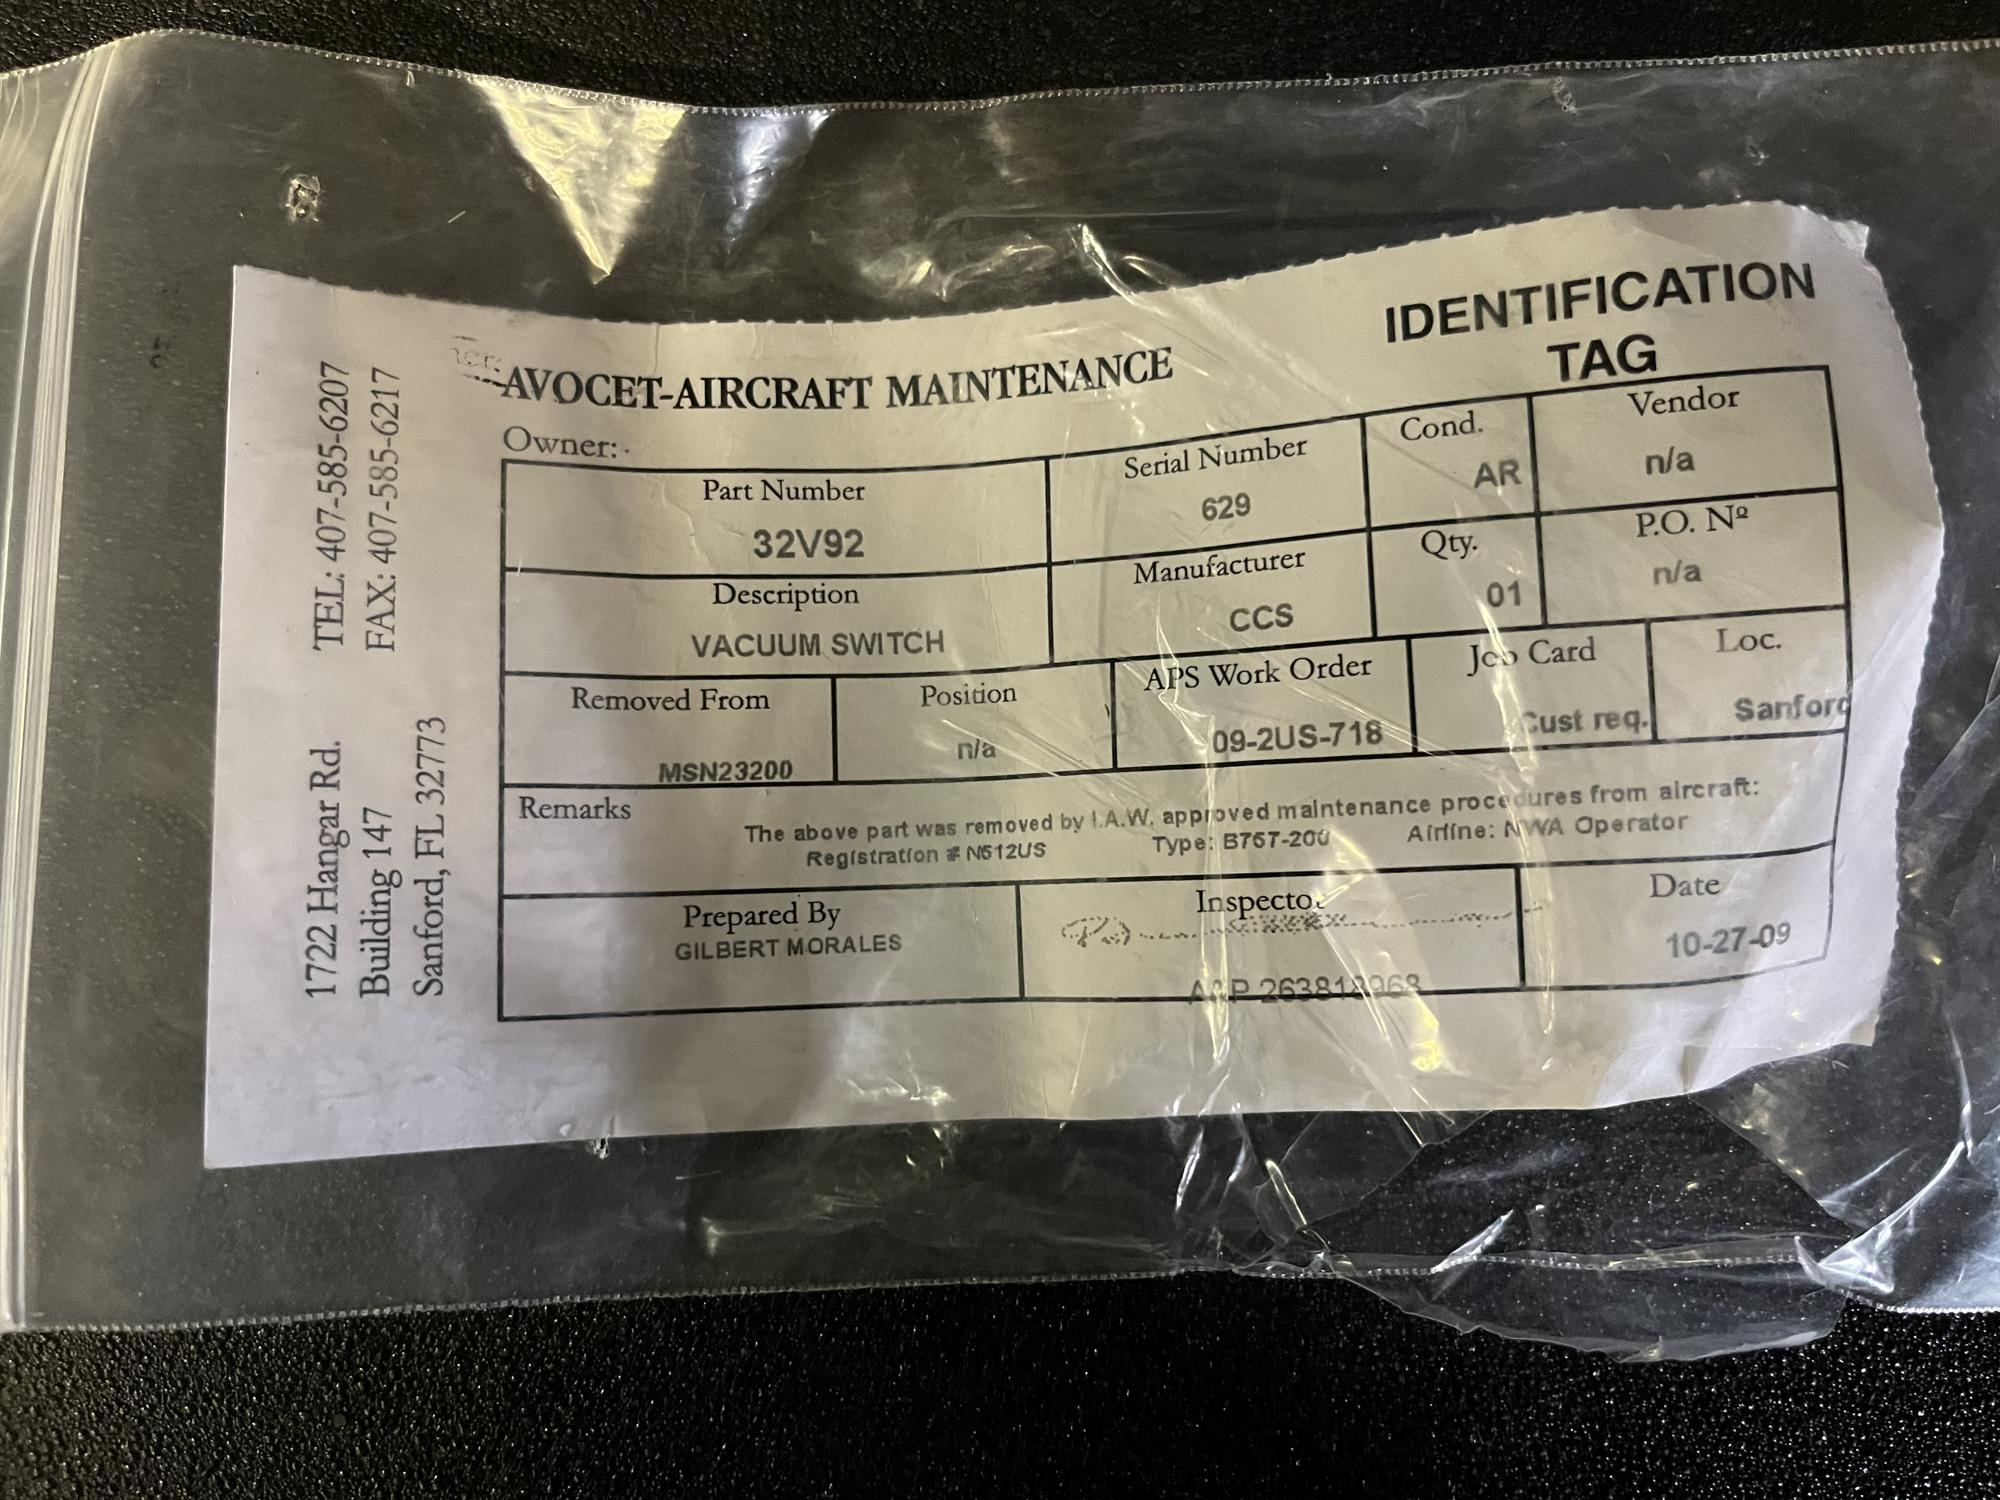 IDENTIFICATION
TAG
AVOCET-AIRCRAFT MAINTENANCE
Owner:
Part Number
32V92
Serial Number
629
Cond.
AR
Vendor
n/a
Description
VACUUM SWITCH
Manufacturer
CCS
Qty.
01
P.O. Nº
n/a
Removed From
MSN23200
Position
n/a
APS Work Order
09-2US-718
Job Card
Cust req.
Loc.
Sanford
Remarks
The above part was removed by I.A.W. approved maintenance procedures from aircraft:
Registration # N512US Type: B757-200 Airline: NWA Operator
Prepared By
GILBERT MORALES
Inspector
A&P
Date
10-27-09
TEL: 407-585-6207
FAX: 407-585-6217
1722 Hangar Rd.
Building 147
Sanford, FL 32773